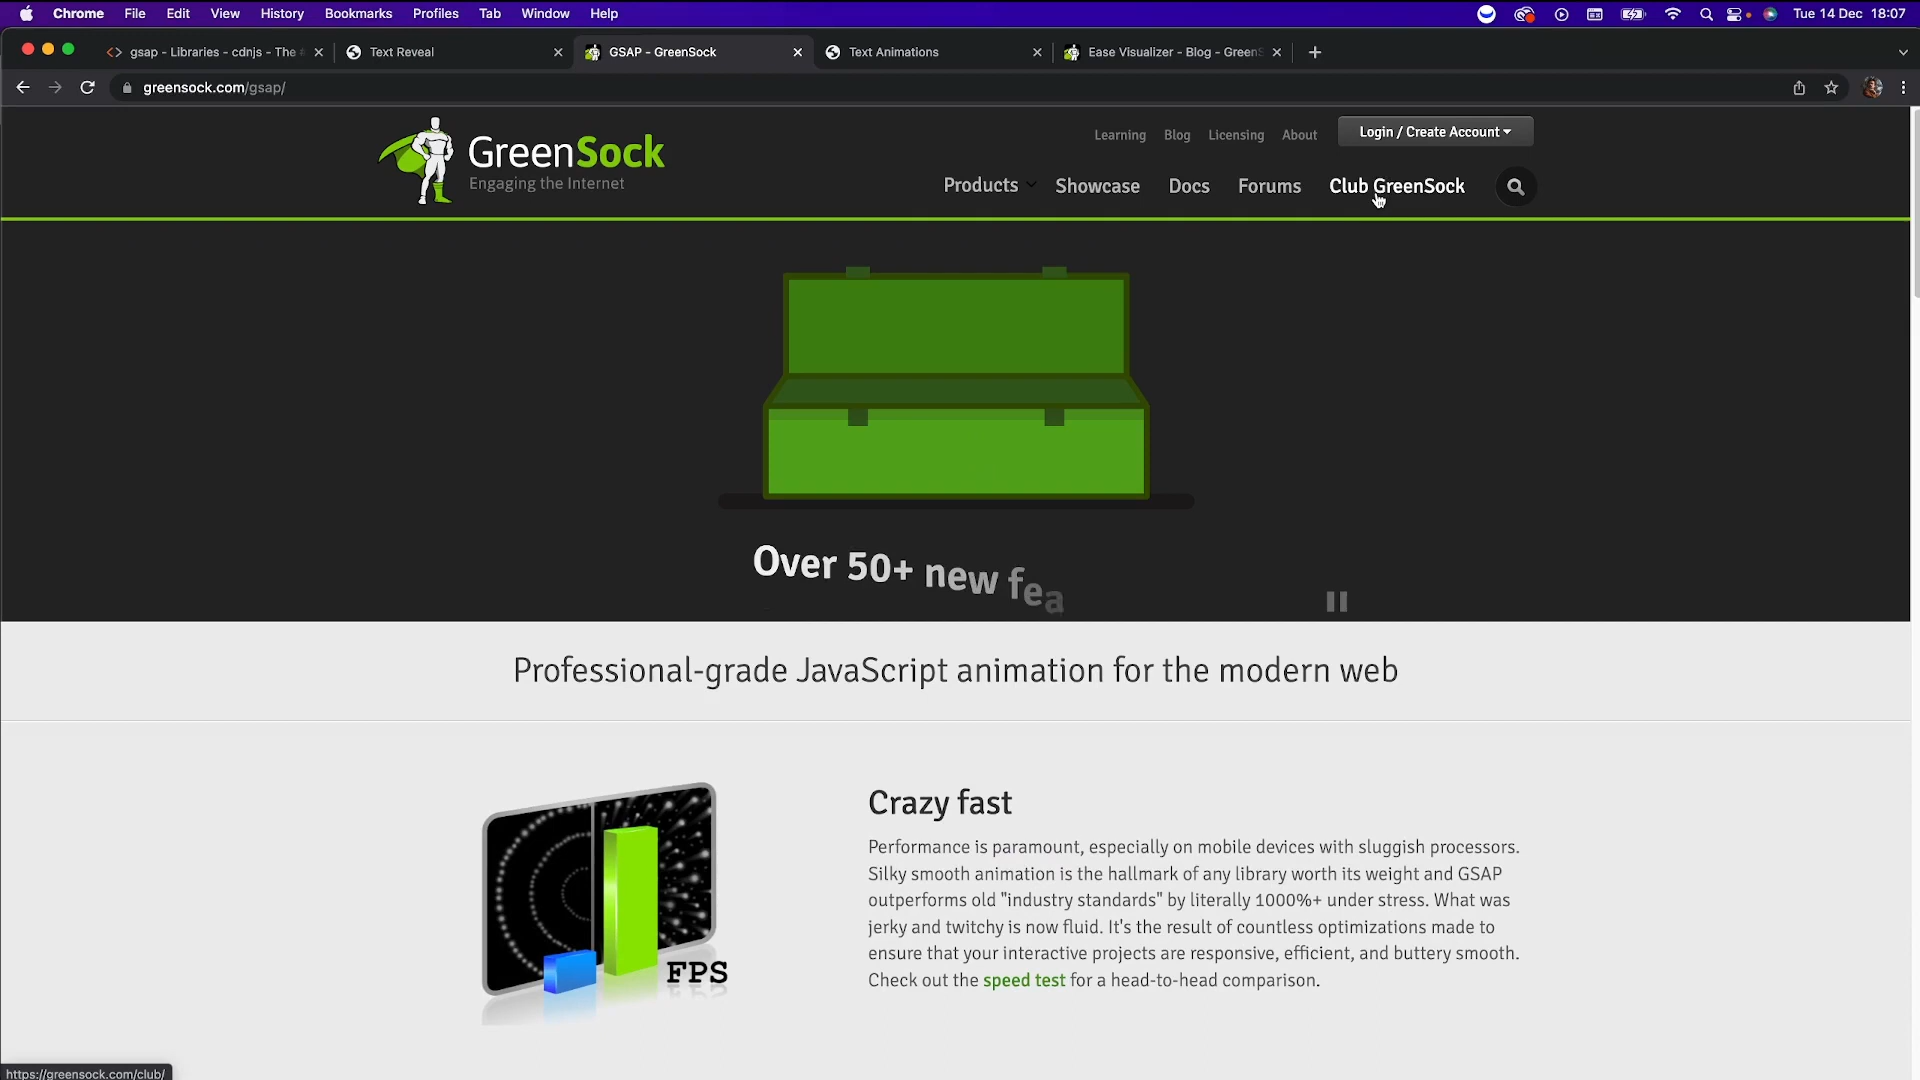 Chrome File Edit View History Bookmarks Profiles Tab Window Help Tue 14 Dec 18:07
gsap - Libraries - cdnjs - The Text Reveal GSAP - GreenSock Text Animations Ease Visualizer - Blog - Green
greensock.com/gsap/
Learning Blog Licensing About Login / Create Account
GreenSock
Engaging the Internet
Products Showcase Docs Forums Club GreenSock
Over 50+ new fea
Professional-grade JavaScript animation for the modern web
Crazy fast
Performance is paramount, especially on mobile devices with sluggish processors.
Silky smooth animation is the hallmark of any library worth its weight and GSAP
outperforms old "industry standards" by literally 1000%+ under stress. What was
jerky and twitchy is now fluid. It's the result of countless optimizations made to
ensure that your interactive projects are responsive, efficient, and buttery smooth.
Check out the speed test for a head-to-head comparison.
FPS
https://greensock.com/club/